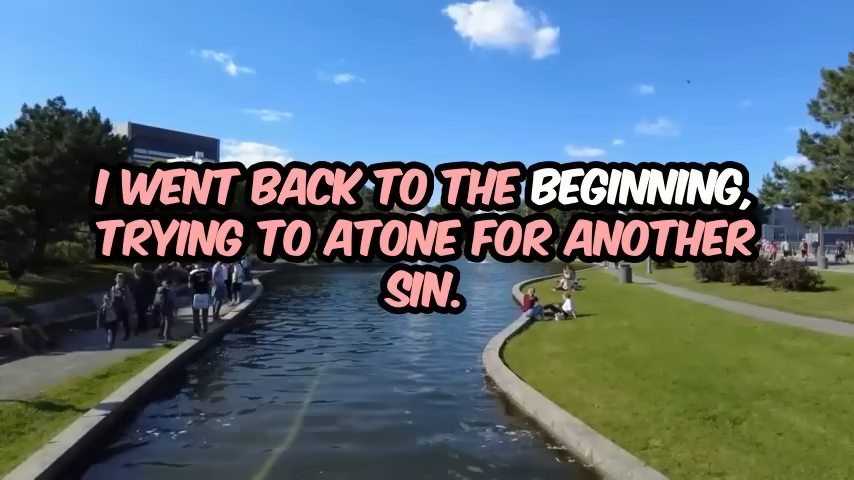 I WENT BACK TO THE BEGINNING,
TRYING TO ATONE FOR ANOTHER
SIN.